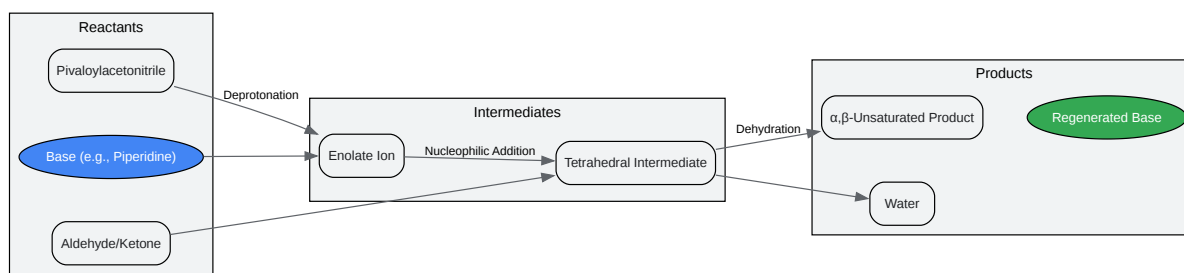 Reactants
Pivaloylacetonitrile
Base (e.g., Piperidine)
Aldehyde/Ketone
Deprotonation
Intermediates
Enolate Ion
Nucleophilic Addition
Tetrahedral Intermediate
Dehydration
Products
α,β-Unsaturated Product
Regenerated Base
Water